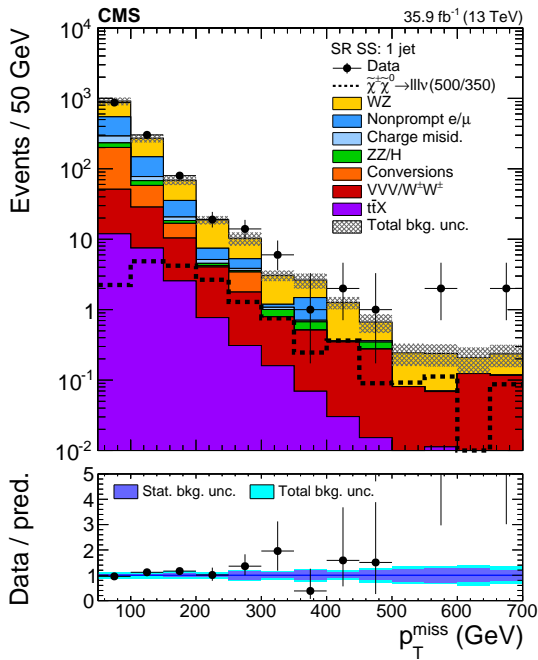 CMS 35.9 fb⁻¹ (13 TeV)
Events / 50 GeV
10⁴
10³
10²
10
1
10⁻¹
10⁻²
SR SS: 1 jet
Data
χ̃±χ̃⁰→lllν(500/350)
WZ
Nonprompt e/μ
Charge misid.
ZZ/H
Conversions
VVV/W±W±
tt̄X
Total bkg. unc.
Data / pred.
5
4
3
2
1
0
Stat. bkg. unc. Total bkg. unc.
100 200 300 400 500 600 700
p_T^miss (GeV)